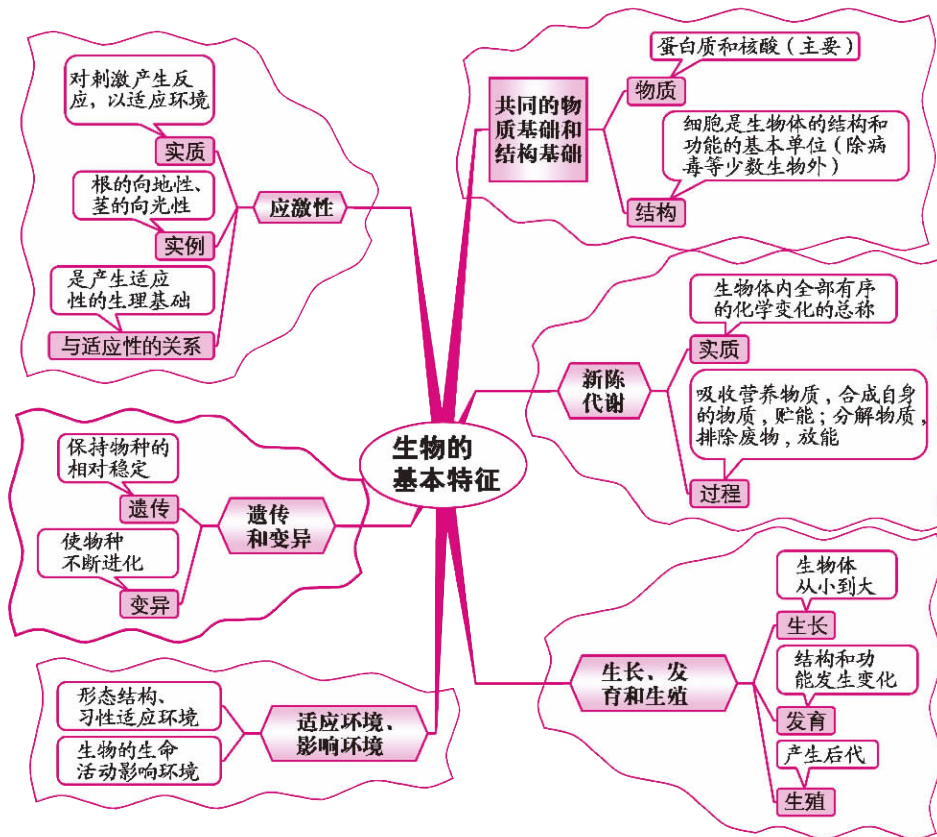 生物的
基本特征
共同的物
质基础和
结构基础
蛋白质和核酸(主要)
物质
细胞是生物体的结构和
功能的基本单位(除病
毒等少数生物外)
结构
新陈
代谢
生物体内全部有序
的化学变化的总称
实质
吸收营养物质,合成自身
的物质,贮能;分解物质,
排除废物,放能
过程
生长、发
育和生殖
生物体
从小到大
生长
结构和功
能发生变化
发育
产生后代
生殖
应激性
对刺激产生反
应,以适应环境
实质
根的向地性、
茎的向光性
实例
是产生适应
性的生理基础
与适应性的关系
遗传
和变异
保持物种的
相对稳定
遗传
使物种
不断进化
变异
适应环境、
影响环境
形态结构、
习性适应环境
生物的生命
活动影响环境